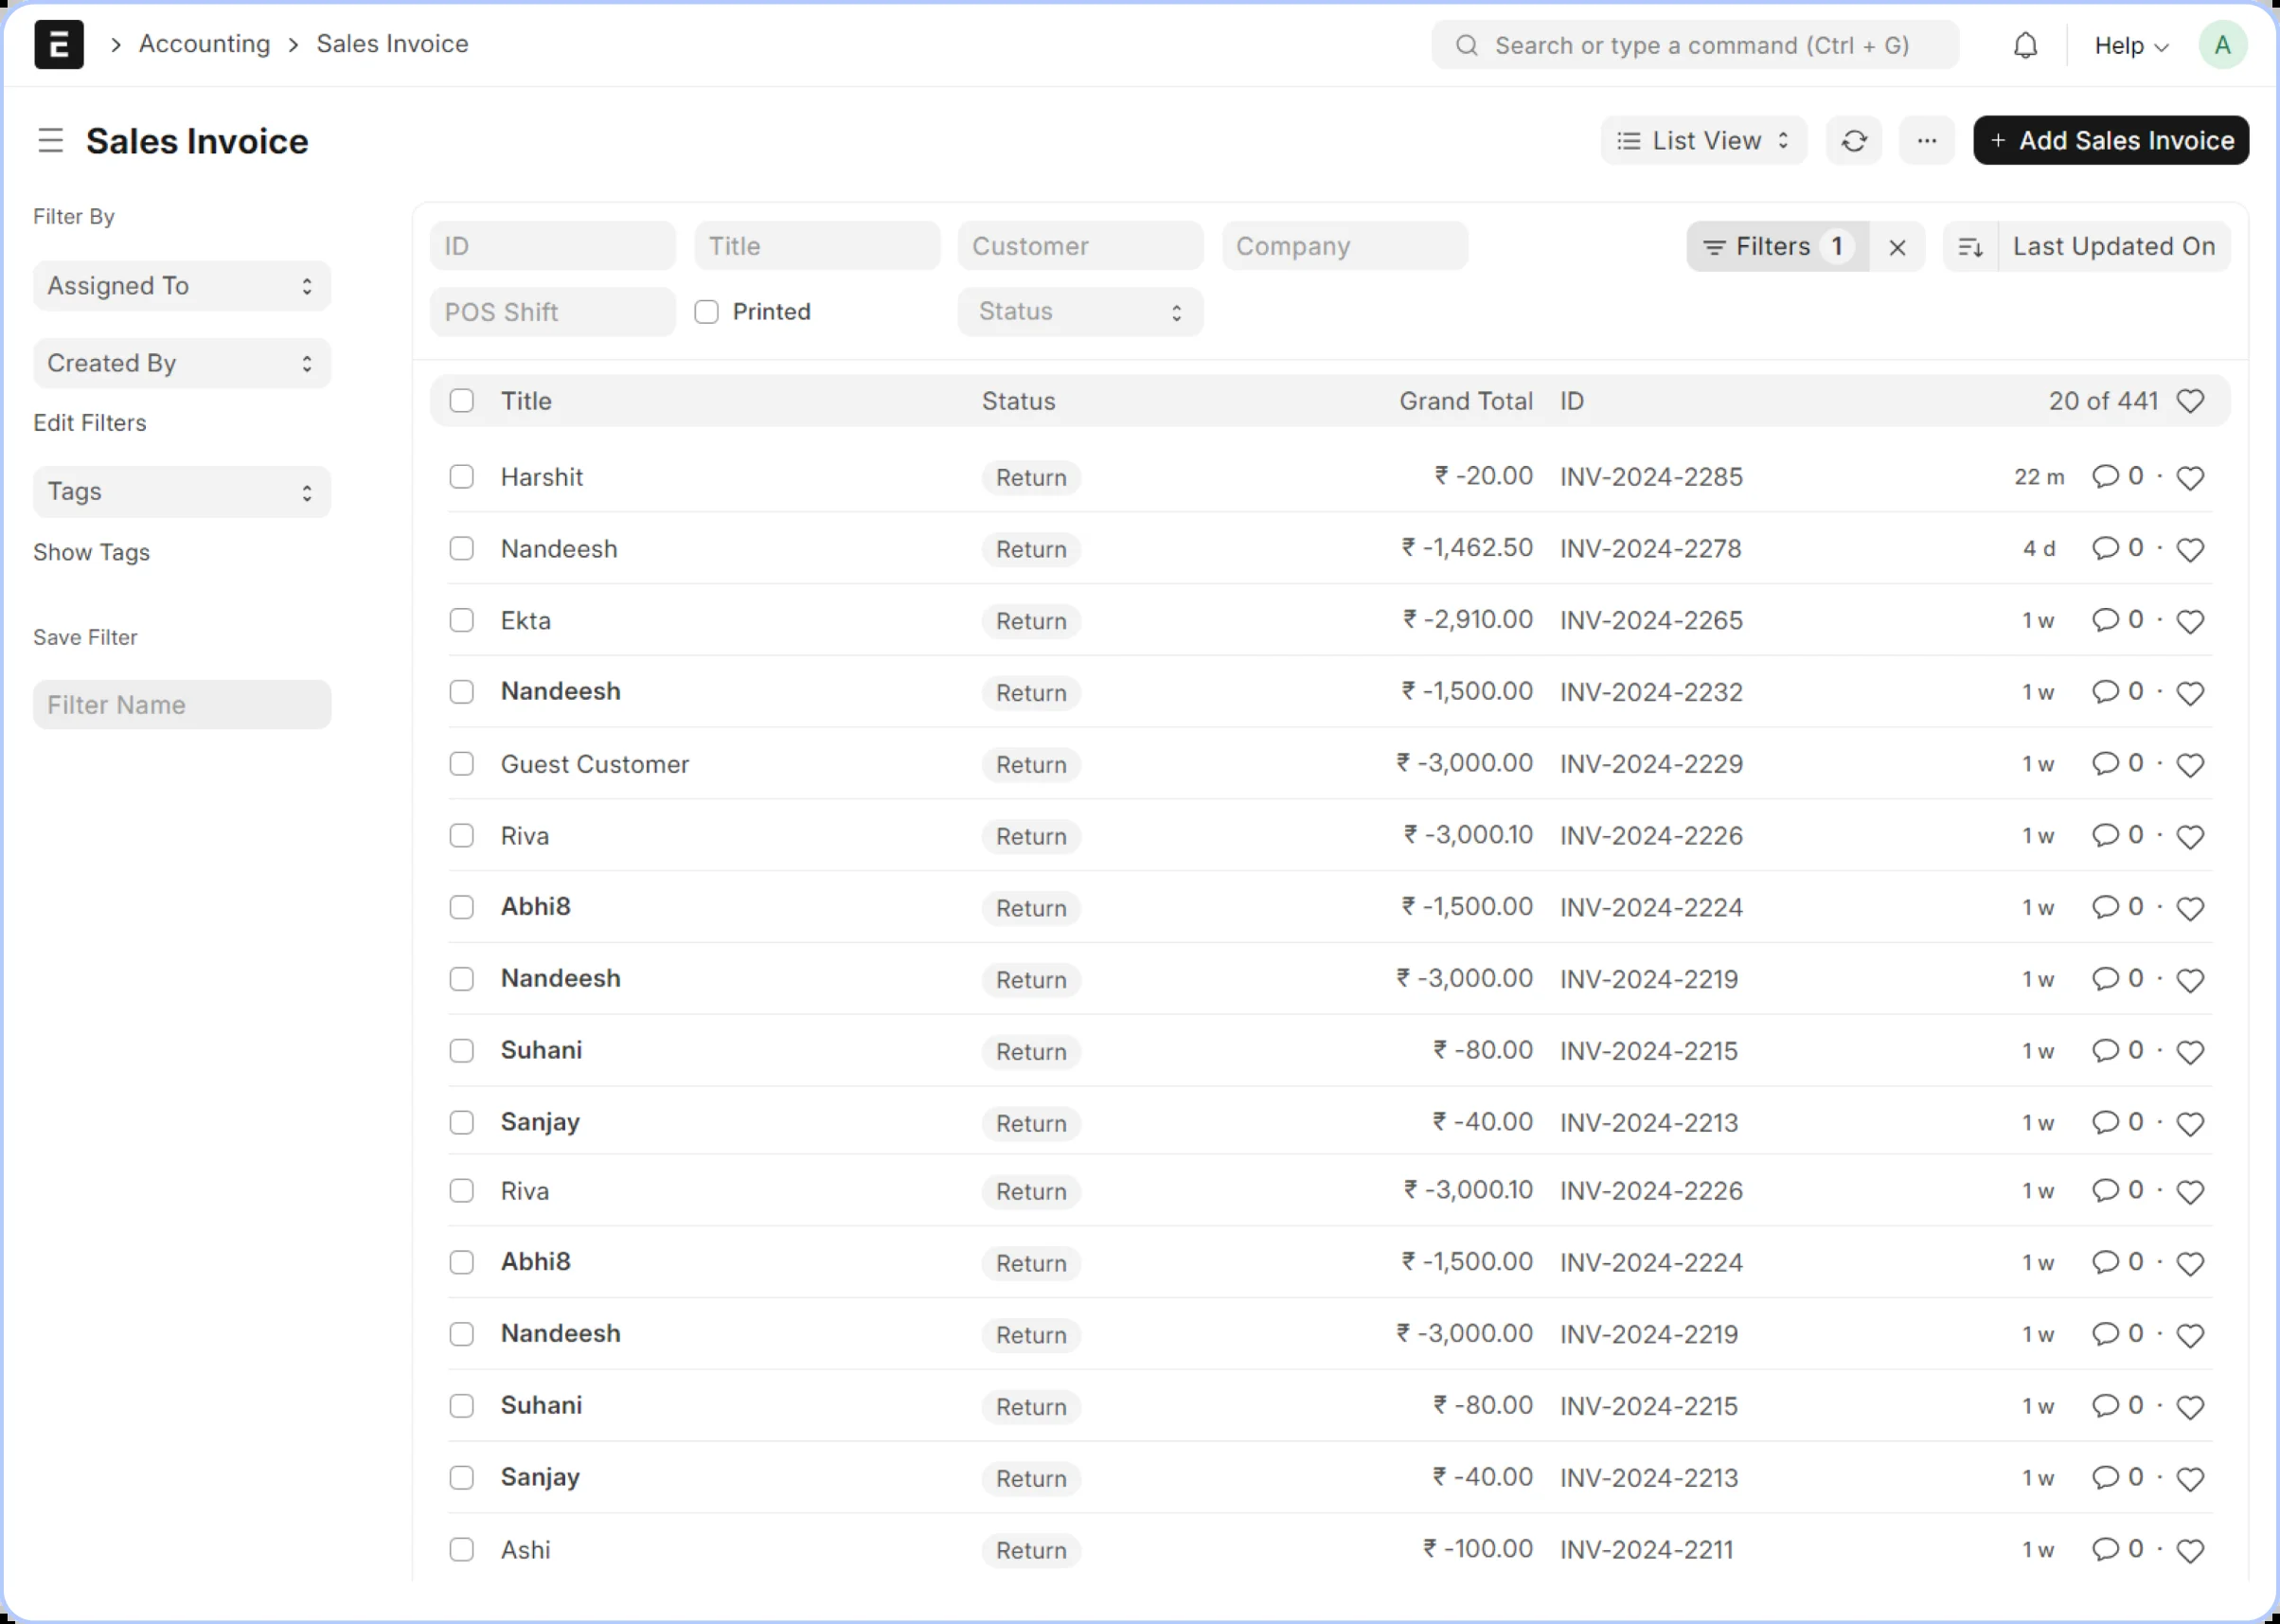 E > Accounting > Sales Invoice Search or type a command (Ctrl + G) Help A
Sales Invoice List View ... + Add Sales Invoice
Filter By
Assigned To
Created By
Edit Filters
Tags
Show Tags
Save Filter
Filter Name
ID Title Customer Company Filters 1 Last Updated On
POS Shift Printed Status
Title Status Grand Total ID 20 of 441
Harshit Return ₹ -20.00 INV-2024-2285 22 m 0 ·
Nandeesh Return ₹ -1,462.50 INV-2024-2278 4 d 0 ·
Ekta Return ₹ -2,910.00 INV-2024-2265 1 w 0 ·
Nandeesh Return ₹ -1,500.00 INV-2024-2232 1 w 0 ·
Guest Customer Return ₹ -3,000.00 INV-2024-2229 1 w 0 ·
Riva Return ₹ -3,000.10 INV-2024-2226 1 w 0 ·
Abhi8 Return ₹ -1,500.00 INV-2024-2224 1 w 0 ·
Nandeesh Return ₹ -3,000.00 INV-2024-2219 1 w 0 ·
Suhani Return ₹ -80.00 INV-2024-2215 1 w 0 ·
Sanjay Return ₹ -40.00 INV-2024-2213 1 w 0 ·
Riva Return ₹ -3,000.10 INV-2024-2226 1 w 0 ·
Abhi8 Return ₹ -1,500.00 INV-2024-2224 1 w 0 ·
Nandeesh Return ₹ -3,000.00 INV-2024-2219 1 w 0 ·
Suhani Return ₹ -80.00 INV-2024-2215 1 w 0 ·
Sanjay Return ₹ -40.00 INV-2024-2213 1 w 0 ·
Ashi Return ₹ -100.00 INV-2024-2211 1 w 0 ·